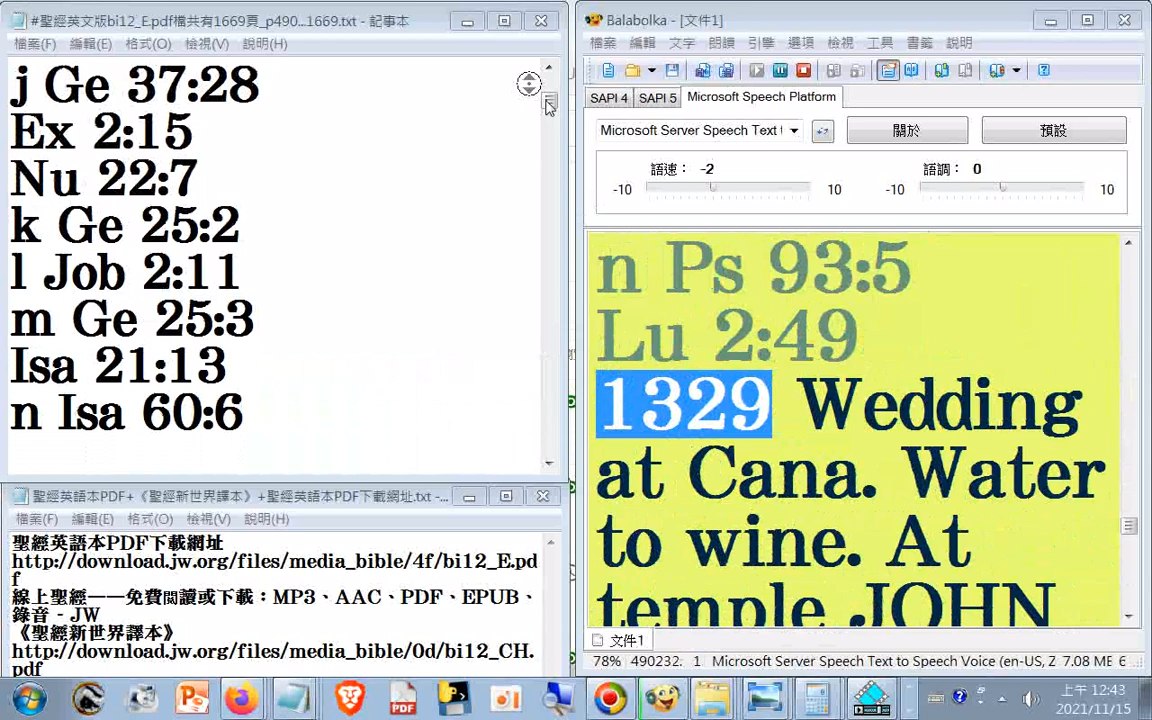 #聖經英文版bi12_E.pdf檔共有1669頁_p490...1669.txt - 記事本
檔案(F) 編輯(E) 格式(O) 檢視(V) 說明(H)
j Ge 37:28
Ex 2:15
Nu 22:7
k Ge 25:2
l Job 2:11
m Ge 25:3
Isa 21:13
n Isa 60:6
聖經英語本PDF+《聖經新世界譯本》+聖經英語本PDF下載網址.txt -...
檔案(F) 編輯(E) 格式(O) 檢視(V) 說明(H)
聖經英語本PDF下載網址
http://download.jw.org/files/media_bible/4f/bi12_E.pd
f
線上聖經——免費閱讀或下載：MP3、AAC、PDF、EPUB、
錄音 - JW
《聖經新世界譯本》
http://download.jw.org/files/media_bible/0d/bi12_CH.
pdf
Balabolka - [文件1]
檔案 編輯 文字 朗讀 引擎 選項 檢視 工具 書籤 說明
SAPI 4 SAPI 5 Microsoft Speech Platform
Microsoft Server Speech Text 關於 預設
語速： -2 語調： 0
-10 10 -10 10
n Ps 93:5
Lu 2:49
1329 Wedding
at Cana. Water
to wine. At
temple JOHN
文件1
78% 490232. 1 Microsoft Server Speech Text to Speech Voice (en-US, Z 7.08 MB 6
PDF
上午 12:43
2021/11/15